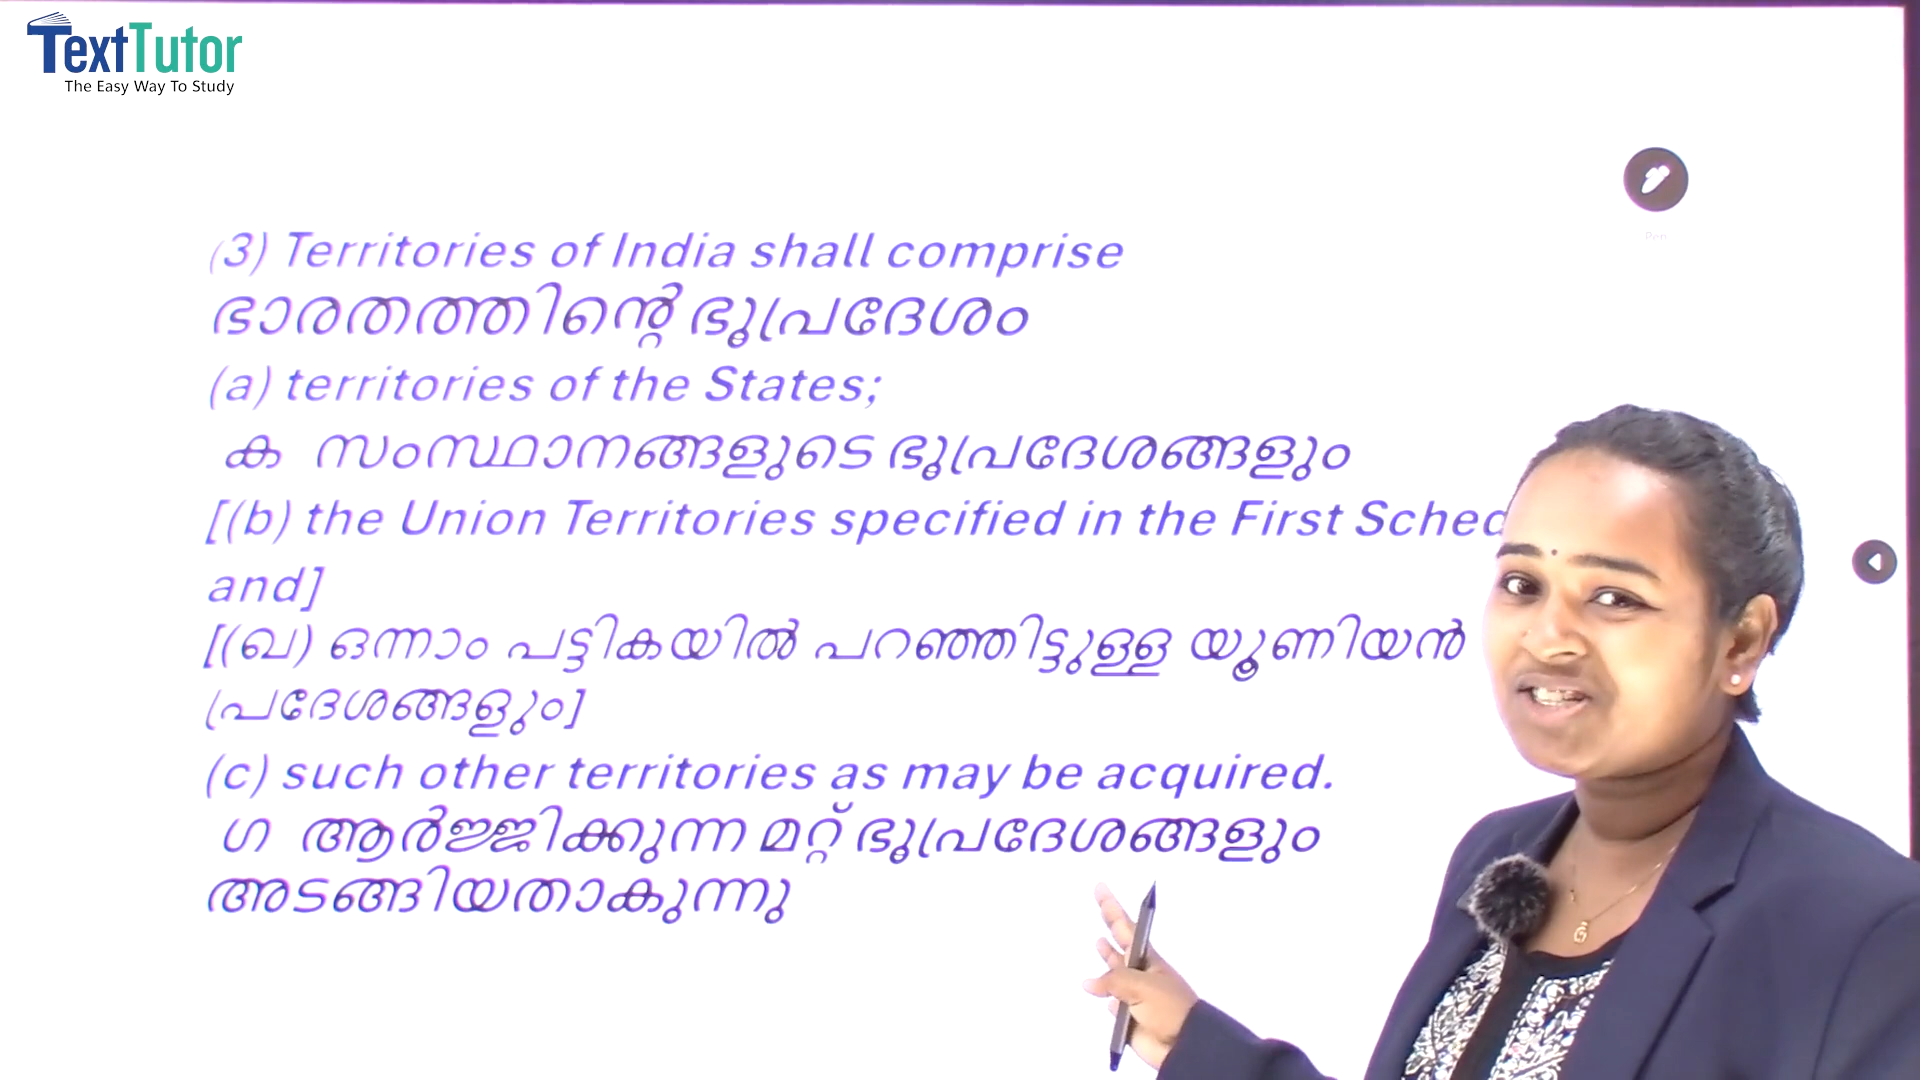 TextTutor
The Easy Way To Study
(3) Territories of India shall comprise
ഭാരതത്തിന്റെ ഭൂപ്രദേശം
(a) territories of the States;
ക സംസ്ഥാനങ്ങളുടെ ഭൂപ്രദേശങ്ങളും
[(b) the Union Territories specified in the First
and]
[(ഖ) ഒന്നാം പട്ടികയിൽ പറഞ്ഞിട്ടുള്ള യൂണിയൻ
പ്രദേശങ്ങളും]
(c) such other territories as may be acquired.
ഗ ആർജ്ജിക്കുന്ന മറ്റ് ഭൂപ്രദേശങ്ങളും
അടങ്ങിയതാകുന്നു